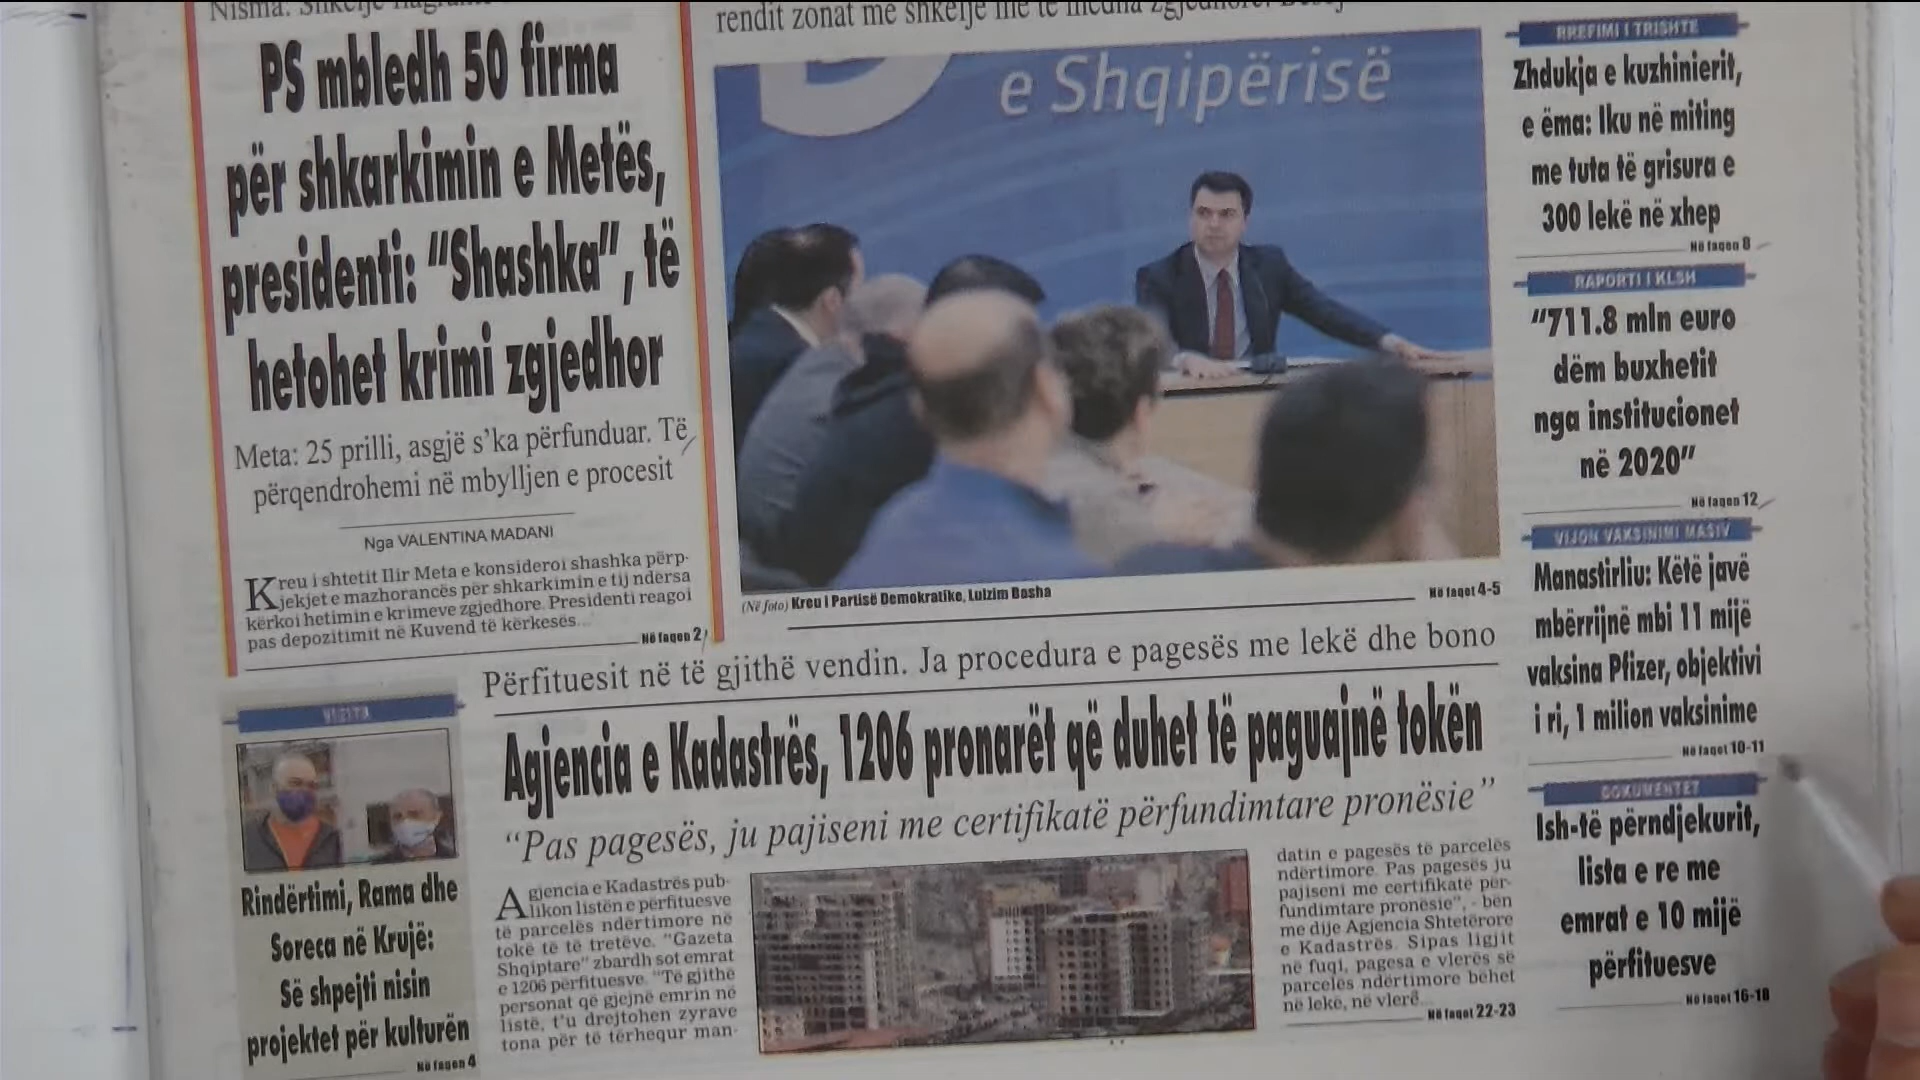 PS mbledh 50 firma
për shkarkimin e Metës,
presidenti: “Shashka”, të
hetohet krimi zgjedhor
Meta: 25 prilli, asgjë s’ka përfunduar. Të
përqendrohemi në mbylljen e procesit
Nga VALENTINA MADANI
Kreu i shtetit Ilir Meta e konsideroi shashka përp-
jekjet e mazhorancës për shkarkimin e tij ndërsa
kërkoi hetimin e krimeve zgjedhore. Presidenti reagoi
pas depozitimit në Kuvend të kërkesës...
Në faqen 2
rendit zonat me shkelje më të mëdha
e Shqipërisë
(Në foto) Kreu i Partisë Demokratike, Lulzim Basha
Në faqet 4-5
RRËFIMI I TRISHTË
Zhdukja e kuzhinierit,
e ëma: Iku në miting
me tuta të grisura e
300 lekë në xhep
Në faqen 8
RAPORTI I KLSH
“711.8 mln euro
dëm buxhetit
nga institucionet
në 2020”
Në faqen 12
VIJON VAKSINIMI MASIV
Manastirliu: Këtë javë
mbërrijnë mbi 11 mijë
vaksina Pfizer, objektivi
i ri, 1 milion vaksinime
Në faqet 10-11
DOKUMENTET
Ish-të përndjekurit,
lista e re me
emrat e 10 mijë
përfituesve
Në faqet 16-18
VIZITA
Rindërtimi, Rama dhe
Soreca në Krujë:
Së shpejti nisin
projektet për kulturën
Në faqen 4
Përfituesit në të gjithë vendin. Ja procedura e pagesës me lekë dhe bono
Agjencia e Kadastrës, 1206 pronarët që duhet të paguajnë tokën
“Pas pagesës, ju pajiseni me certifikatë përfundimtare pronësie”
Agjencia e Kadastrës pub-
likon listën e përfituesve
të parcelës ndërtimore në
tokë të të tretëve. “Gazeta
Shqiptare” zbardh sot emrat
e 1206 përfituesve. “Të gjithë
personat që gjejnë emrin në
listë, t’u drejtohen zyrave
tona për të tërhequr man-
datin e pagesës të parcelës
ndërtimore. Pas pagesës ju
pajiseni me certifikatë për-
fundimtare pronësie”, - bën
me dije Agjencia Shtetërore
e Kadastrës. Sipas ligjit
në fuqi, pagesa e vlerës së
parcelës ndërtimore bëhet
në lekë, në vlerë...
Në faqet 22-23